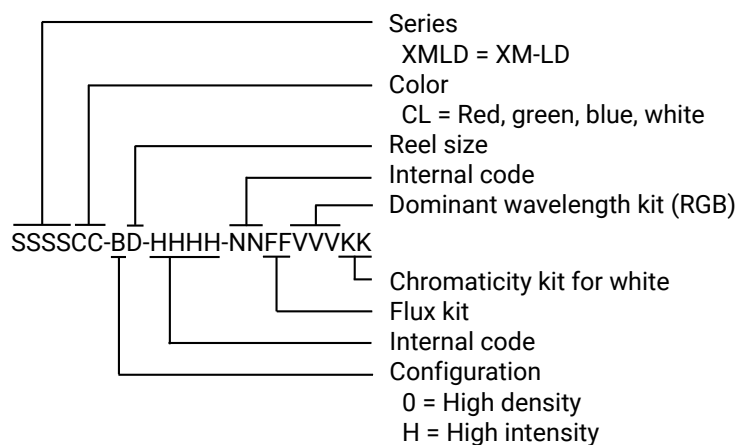 Series
XMLD = XM-LD
Color
CL = Red, green, blue, white
Reel size
Internal code
Dominant wavelength kit (RGB)
SSSSCC-BD-HHHH-NNFFVVVKK
Chromaticity kit for white
Flux kit
Internal code
Configuration
0 = High density
H = High intensity